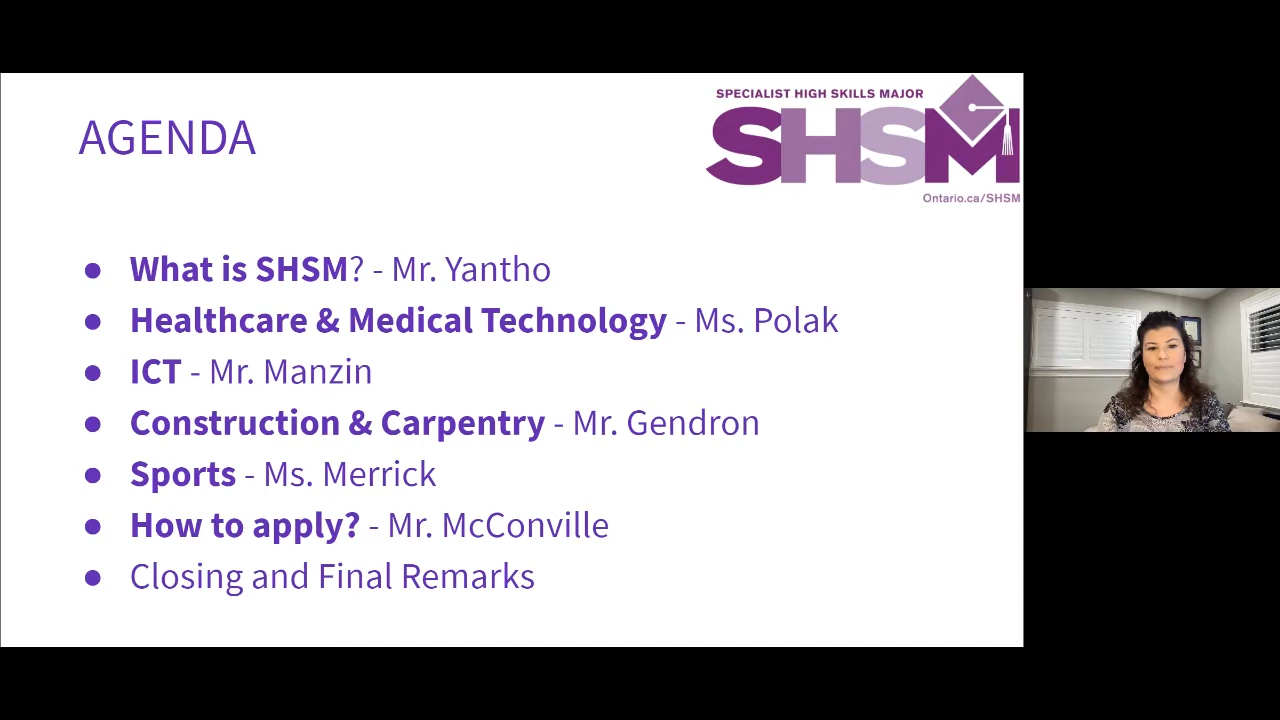 AGENDA
SPECIALIST HIGH SKILLS MAJOR
SHSM
Ontario.ca/SHSM
● What is SHSM? - Mr. Yantho
● Healthcare & Medical Technology - Ms. Polak
● ICT - Mr. Manzin
● Construction & Carpentry - Mr. Gendron
● Sports - Ms. Merrick
● How to apply? - Mr. McConville
● Closing and Final Remarks